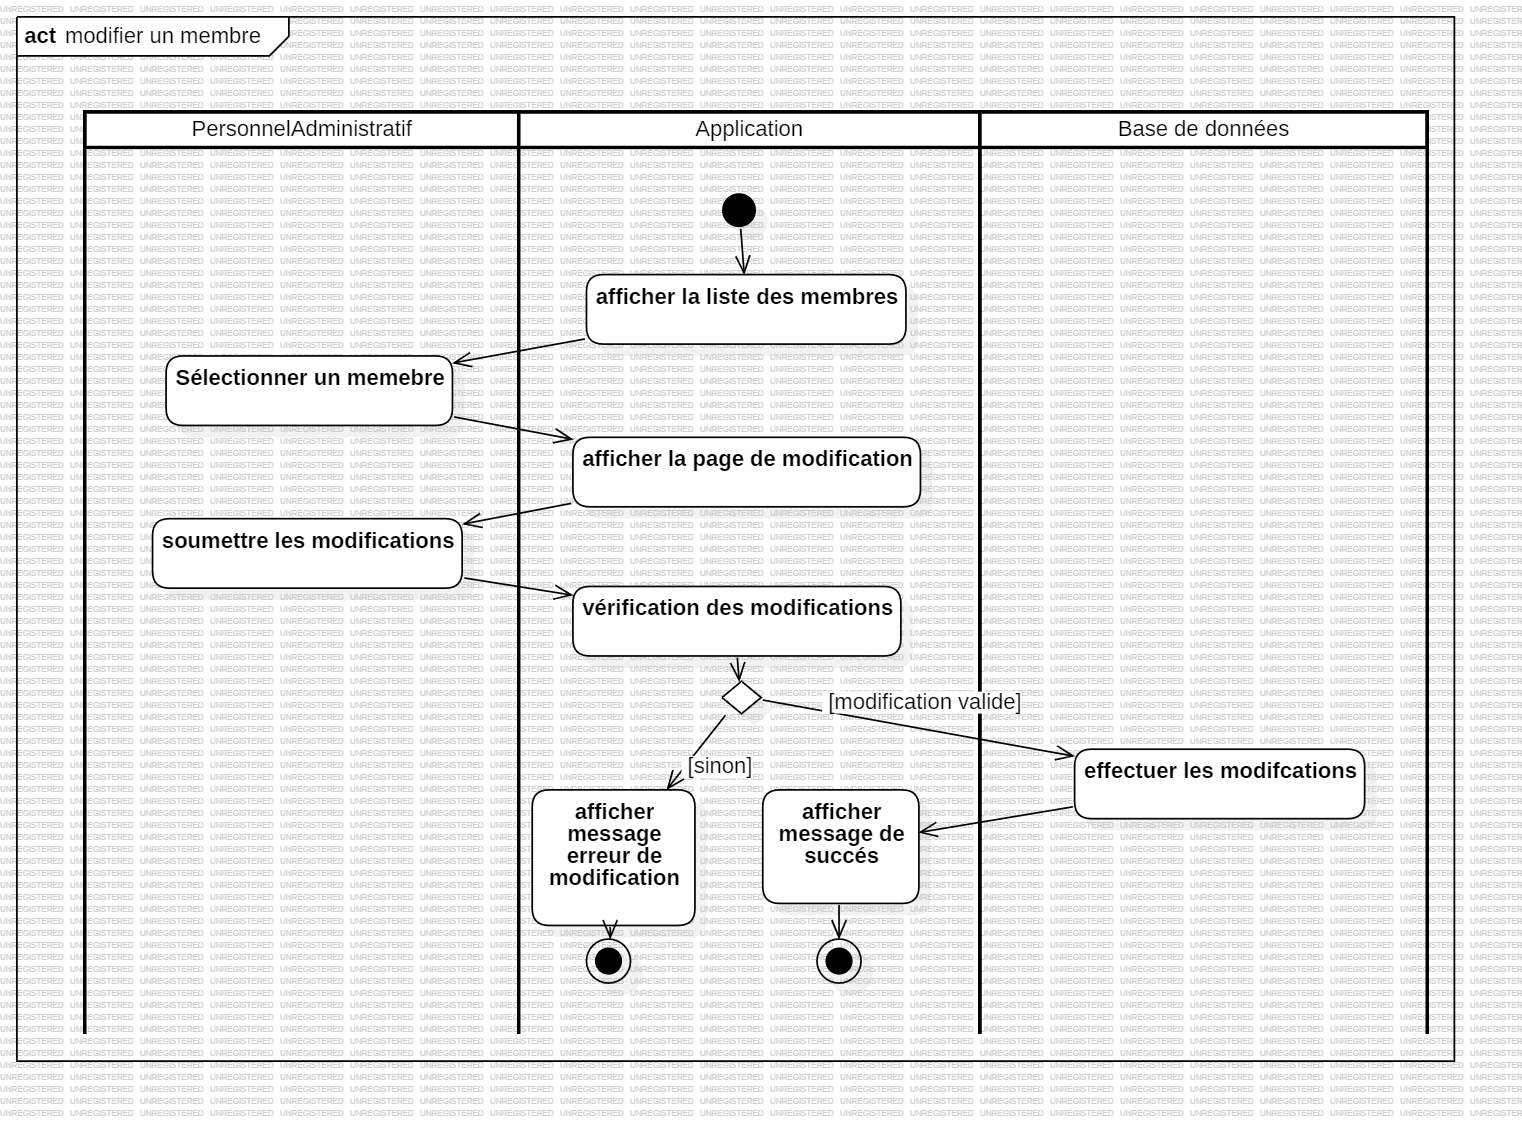 act modifier un membre
PersonnelAdministratif
Application
Base de données
afficher la liste des membres
Sélectionner un memebre
afficher la page de modification
soumettre les modifications
vérification des modifications
[modification valide]
[sinon]
effectuer les modifcations
afficher
message
erreur de
modification
afficher
message de
succés
UNREGISTERED